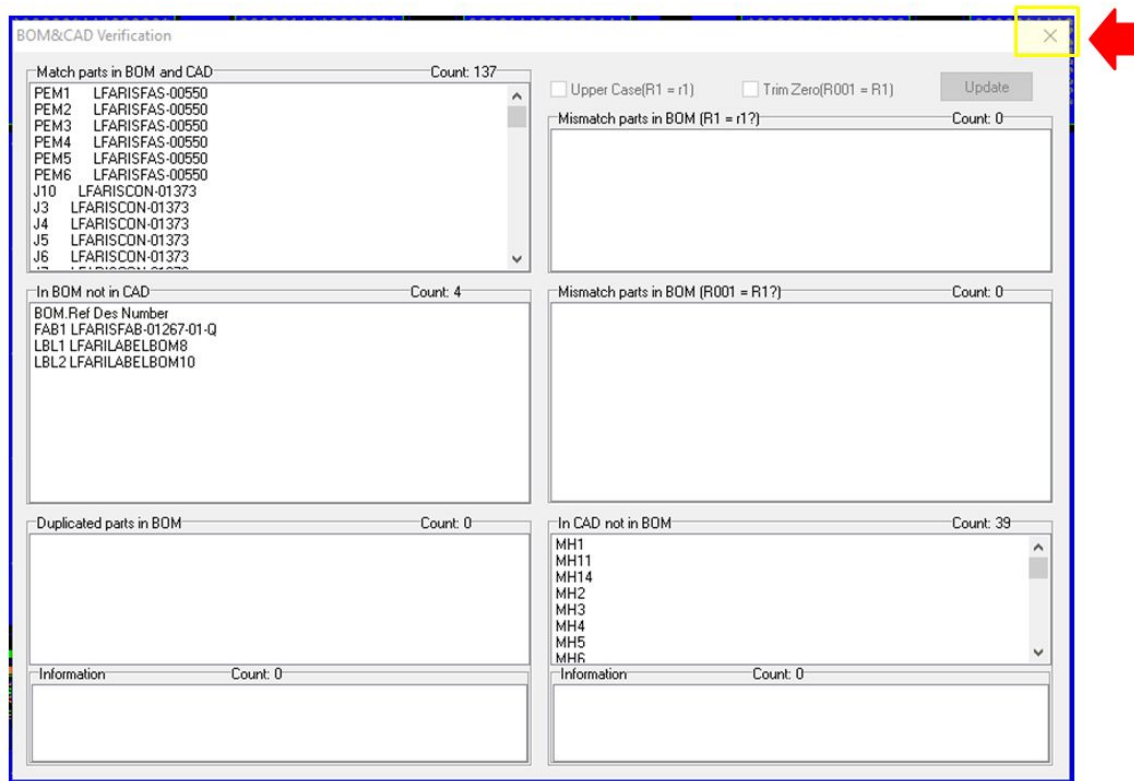 BOM&CAD Verification
Match parts in BOM and CAD Count: 137
PEM1 LFARISFAS-00550
PEM2 LFARISFAS-00550
PEM3 LFARISFAS-00550
PEM4 LFARISFAS-00550
PEM5 LFARISFAS-00550
PEM6 LFARISFAS-00550
J10 LFARISCON-01373
J3 LFARISCON-01373
J4 LFARISCON-01373
J5 LFARISCON-01373
J6 LFARISCON-01373
Upper Case(R1 = r1) Trim Zero(R001 = R1) Update
Mismatch parts in BOM (R1 = r1?) Count: 0
In BOM not in CAD Count: 4
BOM.Ref Des Number
FAB1 LFARISFAB-01267-01-Q
LBL1 LFARILABELBOM8
LBL2 LFARILABELBOM10
Mismatch parts in BOM (R001 = R1?) Count: 0
Duplicated parts in BOM Count: 0
In CAD not in BOM Count: 39
MH1
MH11
MH14
MH2
MH3
MH4
MH5
MH6
Information Count: 0
Information Count: 0